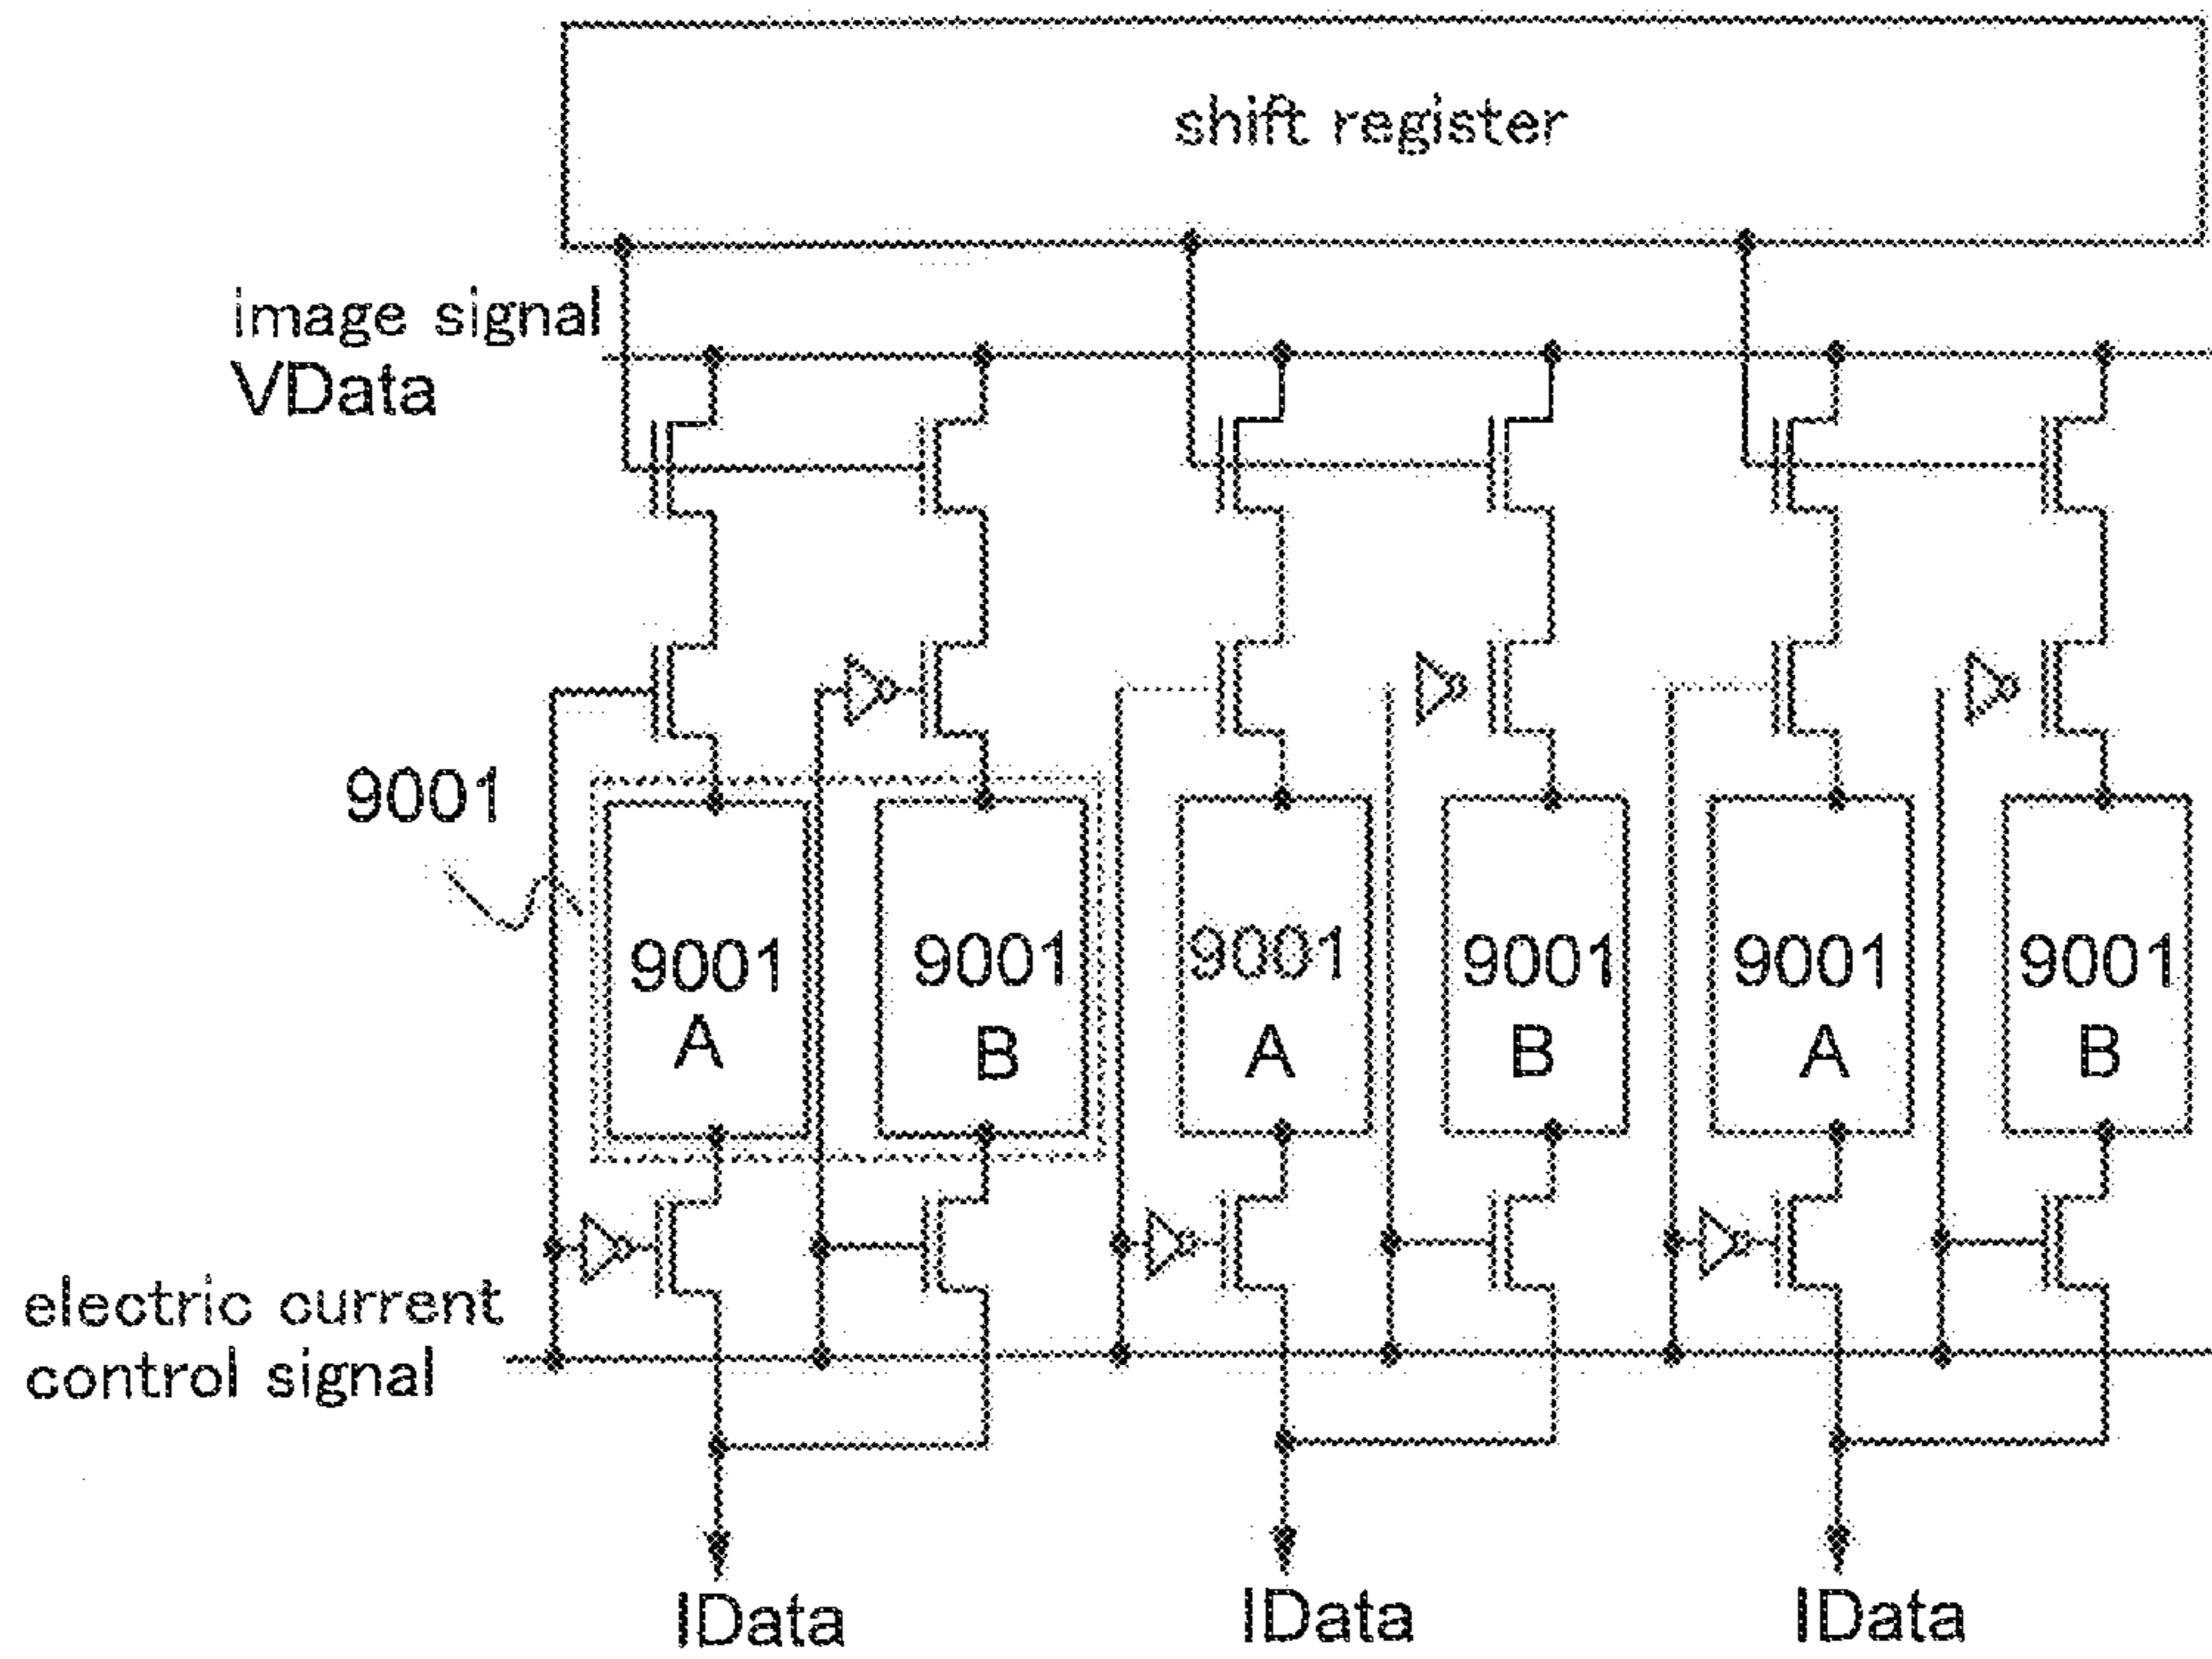 shift register
image signal
VData
9001
9001
A
9001
B
9001
A
9001
B
9001
A
9001
B
electric current
control signal
IData
IData
IData